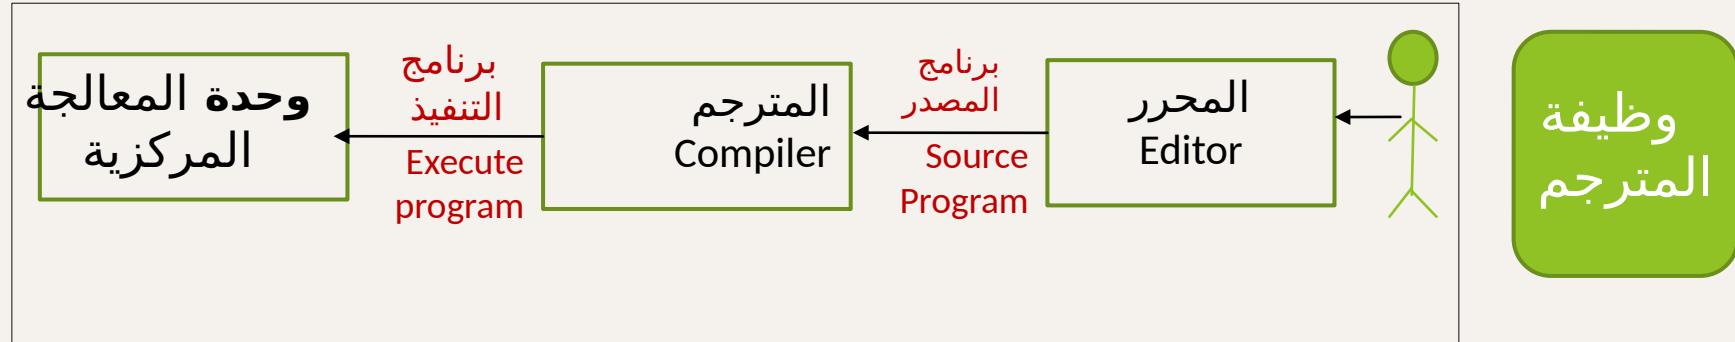 وظيفة
المترجم
المحرر
Editor
برنامج
المصدر
Source
Program
المترجم
Compiler
برنامج
التنفيذ
Execute
program
وحدة المعالجة
المركزية